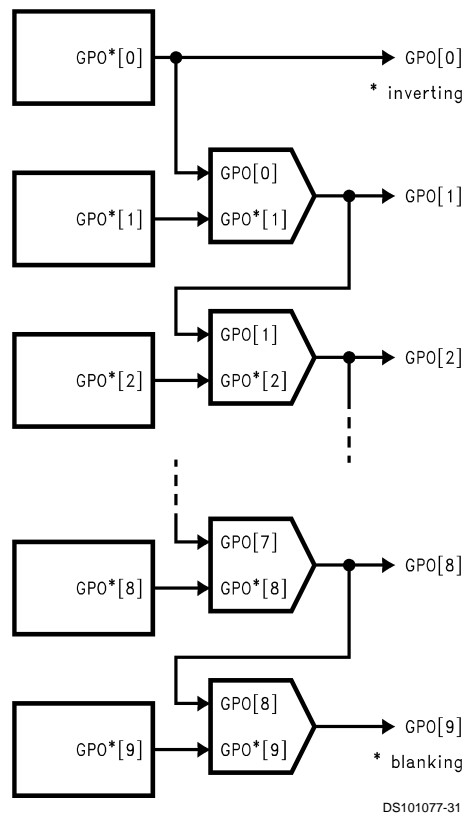 GPO*[0] GPO[0]
* inverting
GPO[0]
GPO*[1] GPO*[1] GPO[1]
GPO[1]
GPO*[2] GPO*[2] GPO[2]
GPO[7]
GPO*[8] GPO*[8] GPO[8]
GPO[8]
GPO*[9] GPO*[9] GPO[9]
* blanking
DS101077-31